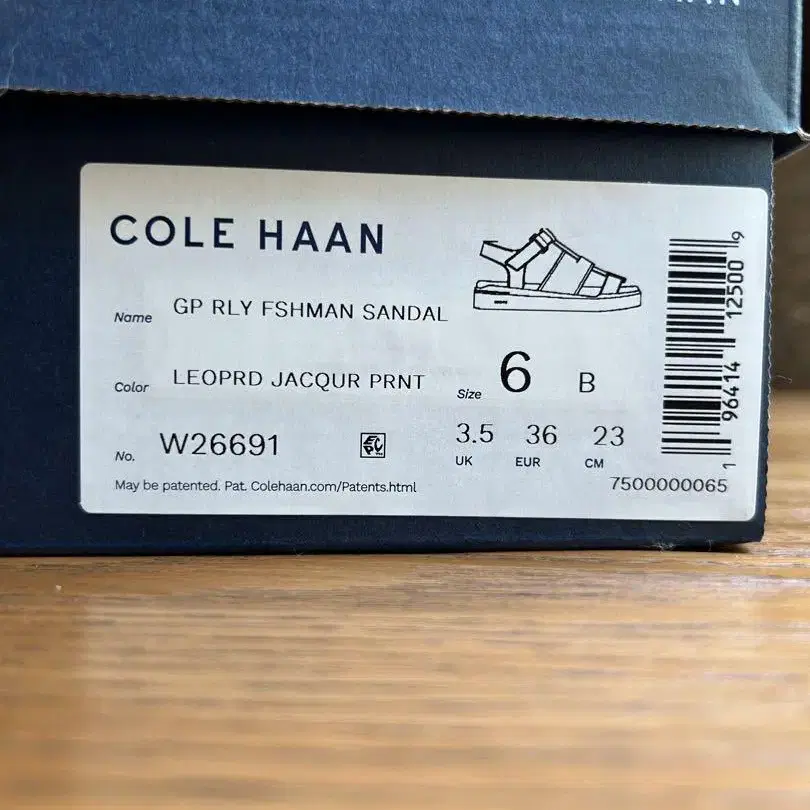 COLE HAAN
Name GP RLY FSHMAN SANDAL
Color LEOPRD JACQUR PRNT
Size 6 B
No. W26691
3.5 36 23
UK EUR CM
May be patented. Pat. Colehaan.com/Patents.html
7500000065
1 96414 12500 9